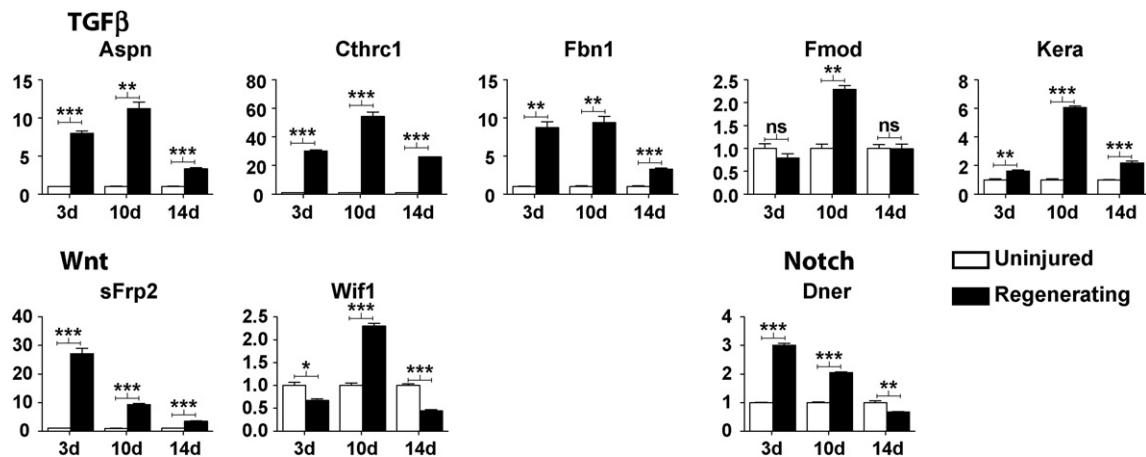 TGFβ
Aspn
15
10
5
0
***
**
***
3d 10d 14d
Cthrc1
80
60
40
20
0
***
***
***
3d 10d 14d
Fbn1
15
10
5
0
**
**
***
3d 10d 14d
Fmod
2.5
2.0
1.5
1.0
0.5
0.0
ns
**
ns
3d 10d 14d
Kera
8
6
4
2
0
**
***
***
3d 10d 14d
Wnt
sFrp2
40
30
20
10
0
***
***
***
3d 10d 14d
Wif1
2.5
2.0
1.5
1.0
0.5
0.0
*
***
***
3d 10d 14d
Notch
Dner
4
3
2
1
0
***
***
**
3d 10d 14d
Uninjured
Regenerating